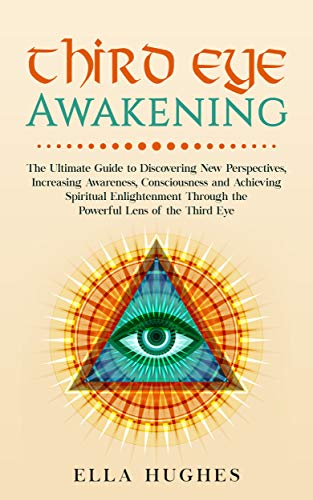 THIRD EYE
AWAKENING
The Ultimate Guide to Discovering New Perspectives,
Increasing Awareness, Consciousness and Achieving
Spiritual Enlightenment Through the
Powerful Lens of the Third Eye
ELLA HUGHES